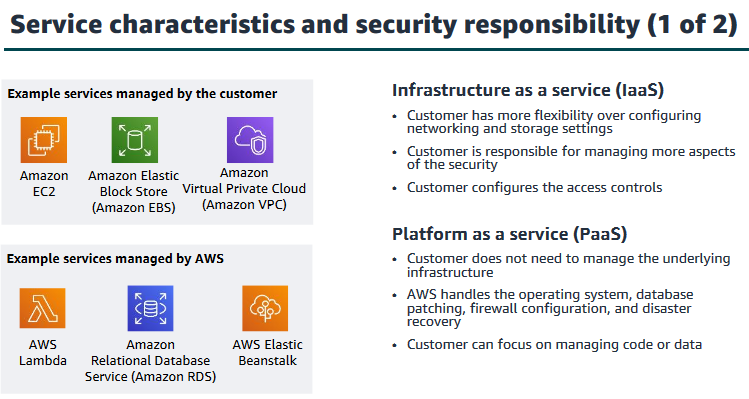 Service characteristics and security responsibility (1 of 2)
Example services managed by the customer
Amazon
EC2
Amazon Elastic
Block Store
(Amazon EBS)
Amazon
Virtual Private Cloud
(Amazon VPC)
Example services managed by AWS
AWS
Lambda
Amazon
Relational Database
Service (Amazon RDS)
AWS Elastic
Beanstalk
Infrastructure as a service (IaaS)
• Customer has more flexibility over configuring
networking and storage settings
• Customer is responsible for managing more aspects
of the security
• Customer configures the access controls
Platform as a service (PaaS)
• Customer does not need to manage the underlying
infrastructure
• AWS handles the operating system, database
patching, firewall configuration, and disaster
recovery
• Customer can focus on managing code or data